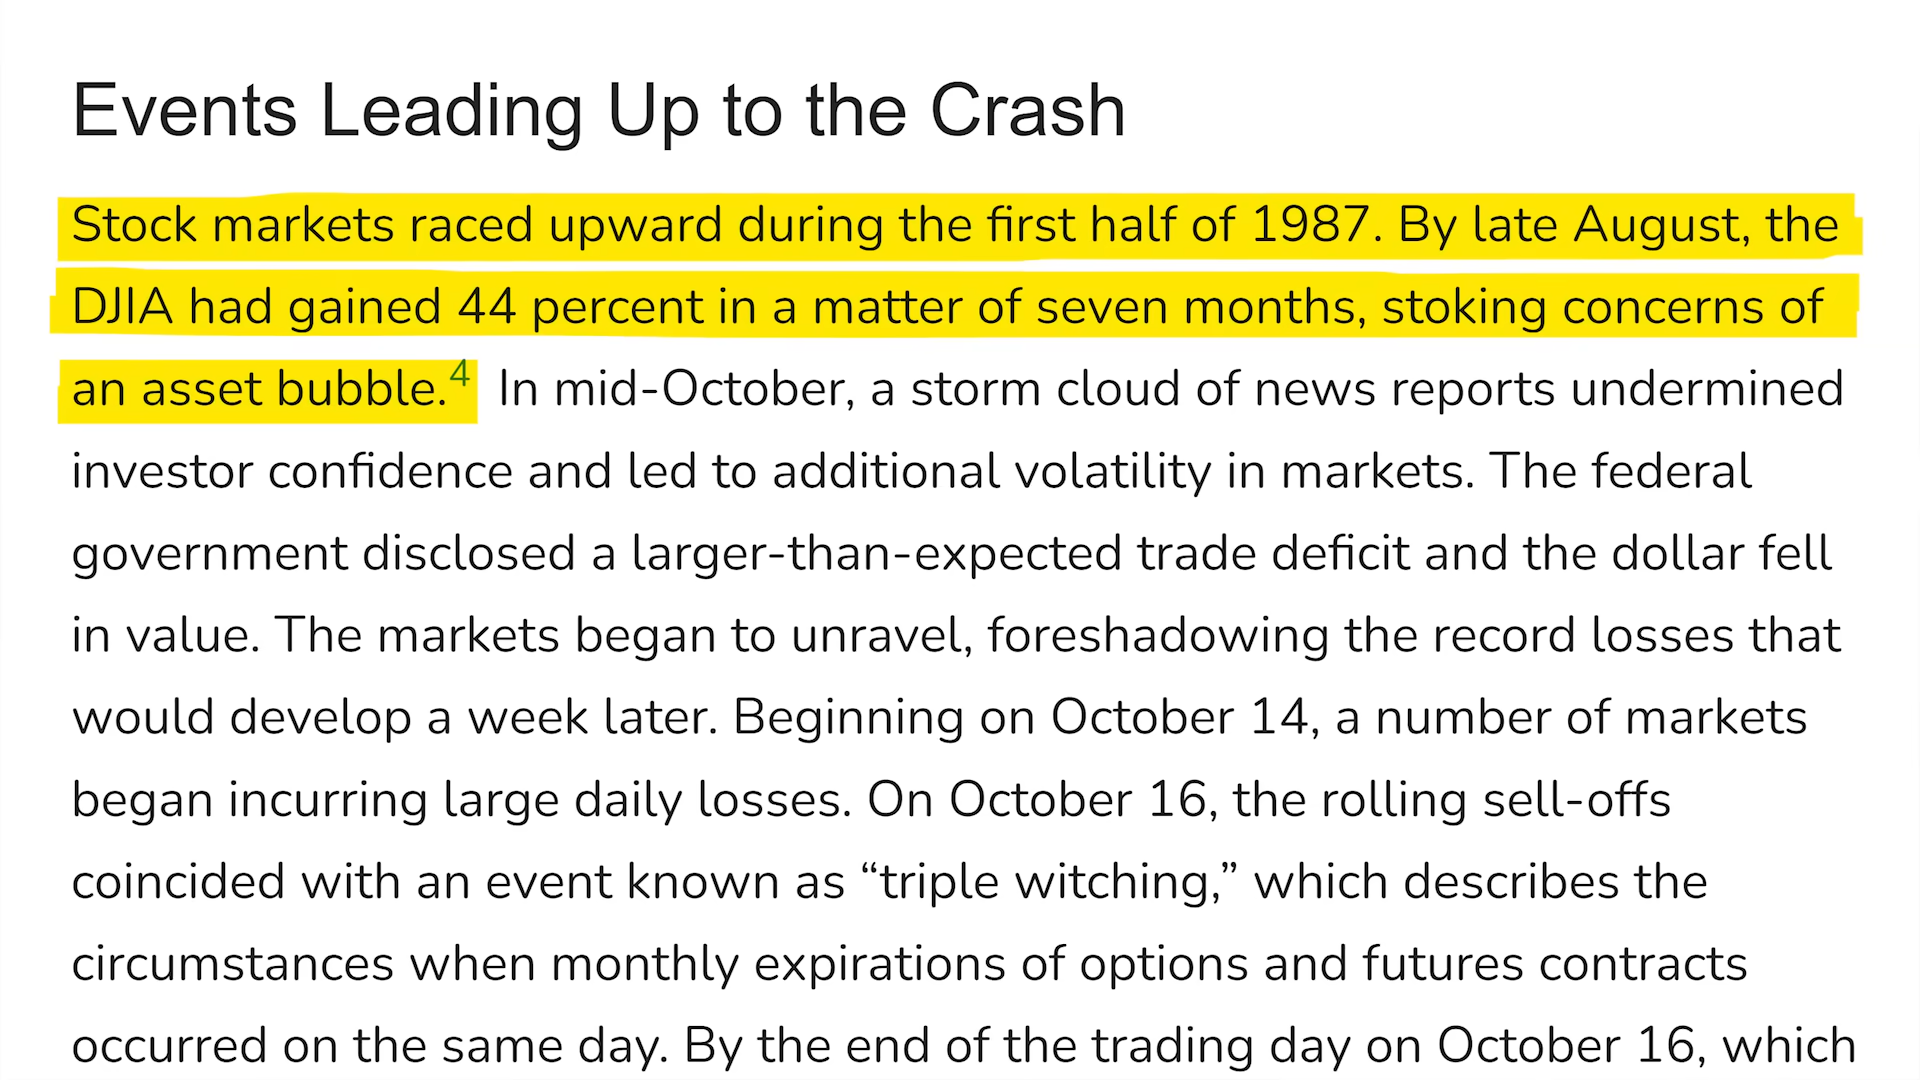 Events Leading Up to the Crash
Stock markets raced upward during the first half of 1987. By late August, the
DJIA had gained 44 percent in a matter of seven months, stoking concerns of
an asset bubble.4 In mid-October, a storm cloud of news reports undermined
investor confidence and led to additional volatility in markets. The federal
government disclosed a larger-than-expected trade deficit and the dollar fell
in value. The markets began to unravel, foreshadowing the record losses that
would develop a week later. Beginning on October 14, a number of markets
began incurring large daily losses. On October 16, the rolling sell-offs
coincided with an event known as “triple witching,” which describes the
circumstances when monthly expirations of options and futures contracts
occurred on the same day. By the end of the trading day on October 16, which